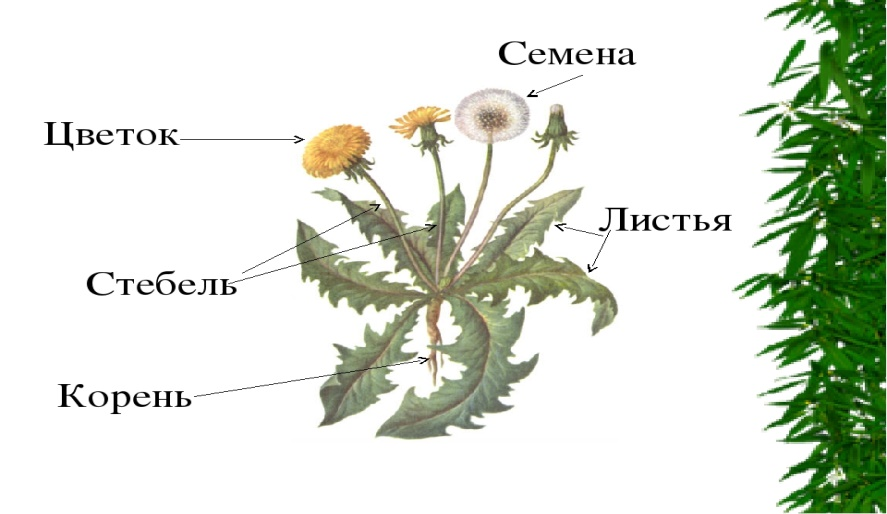 Семена
Цветок
Листья
Стебель
Корень